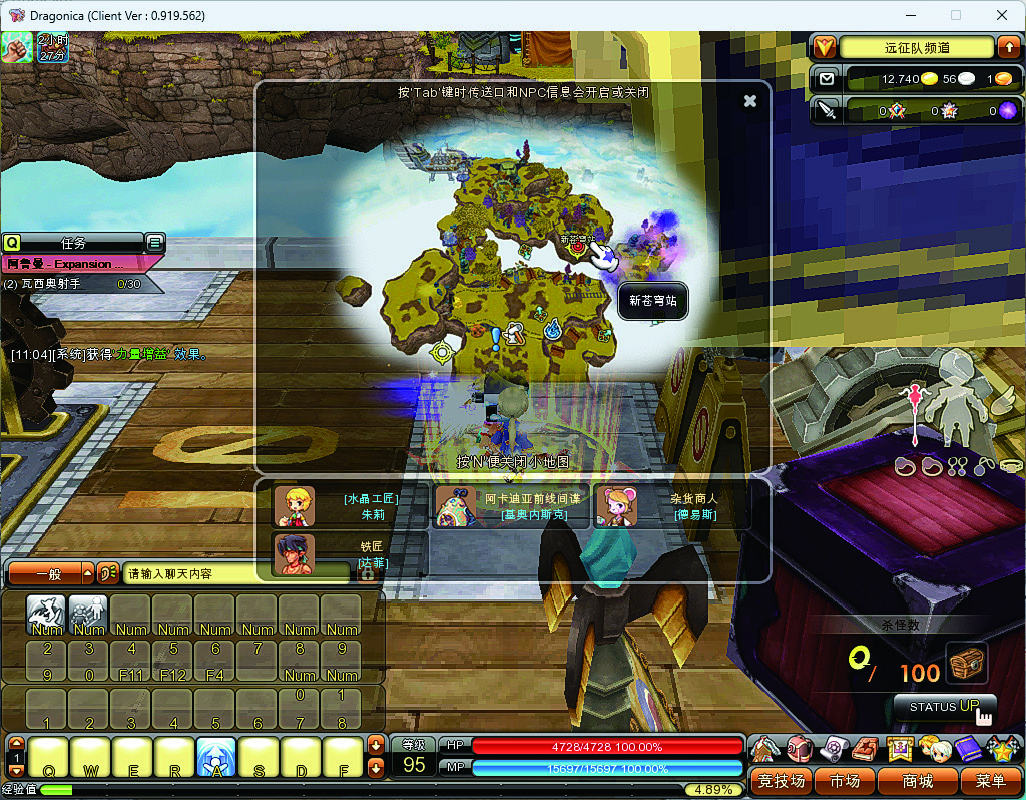 Dragonica (Client Ver : 0.919.562)
2小时
27分
远征队频道
按'Tab'键时传送口和NPC信息会开启或关闭
12.740 56 1
0 0 0
Q 任务
阿鲁曼 - Expansion ...
(2) 瓦西奥射手 0/30
新苍穹站
新苍穹站
[11:04][系统]获得'力量增益' 效果。
按'N'便关闭小地图
[水晶工匠]
朱莉
阿卡迪亚前线间谍
[基奥内斯克]
杂货商人
[德易斯]
铁匠
[达菲]
一般
请输入聊天内容
Num Num Num Num Num Num Num Num
2 3 4 5 6 7 8 9
9 0 F11 F12 F4 Num Num
0 1
1 2 3 4 5 6 7 8
杀怪数
0/ 100
STATUS UP
1
Q W E R A S D F
等级
95
HP 4728/4728 100.00%
MP 15697/15697 100.00%
竞技场 市场 商城 菜单
经验值 4.89%